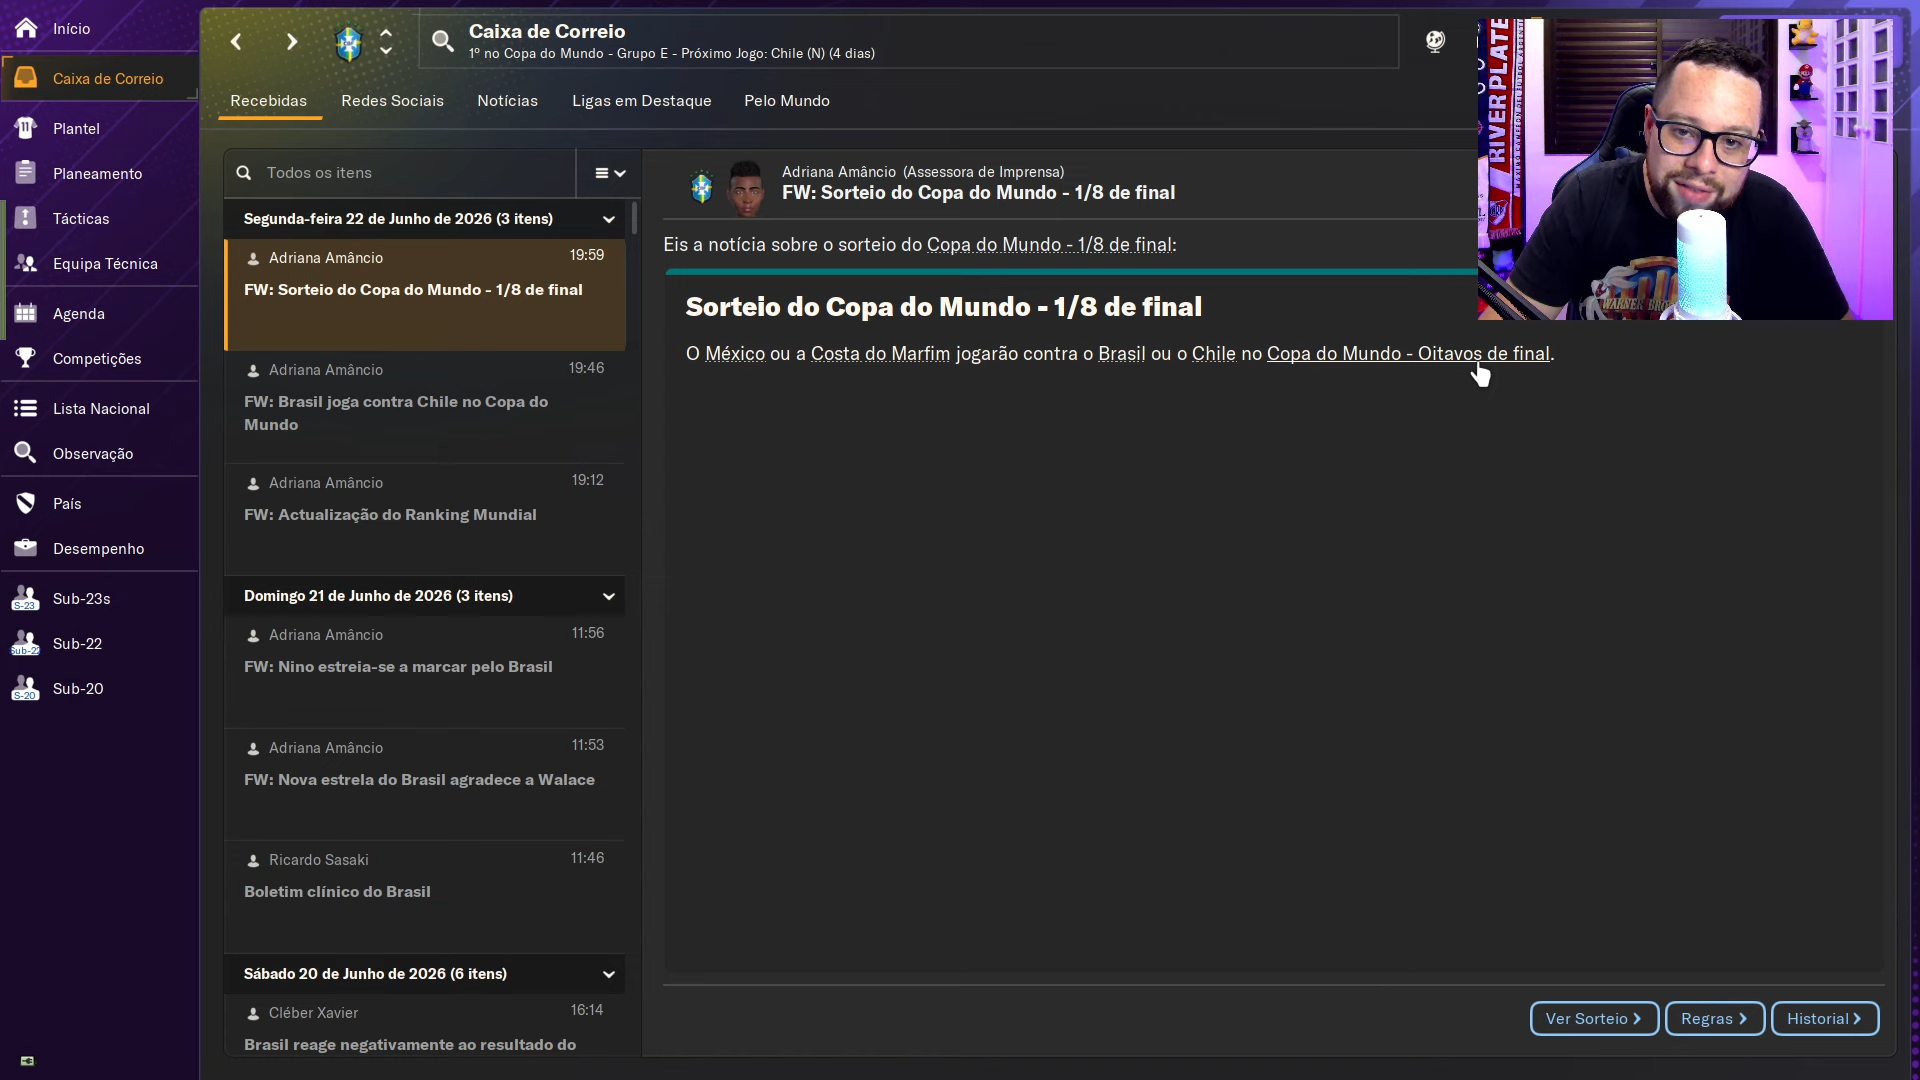 Início
Caixa de Correio
Plantel
Planeamento
Tácticas
Equipa Técnica
Agenda
Competições
Lista Nacional
Observação
País
Desempenho
S-23
Sub-23s
Sub-22
Sub-22
S-20
Sub-20
Caixa de Correio
1º no Copa do Mundo - Grupo E - Próximo Jogo: Chile (N) (4 dias)
Recebidas
Redes Sociais
Notícias
Ligas em Destaque
Pelo Mundo
Todos os itens
Segunda-feira 22 de Junho de 2026 (3 itens)
Adriana Amâncio
19:59
FW: Sorteio do Copa do Mundo - 1/8 de final
Adriana Amâncio
19:46
FW: Brasil joga contra Chile no Copa do
Mundo
Adriana Amâncio
19:12
FW: Actualização do Ranking Mundial
Domingo 21 de Junho de 2026 (3 itens)
Adriana Amâncio
11:56
FW: Nino estreia-se a marcar pelo Brasil
Adriana Amâncio
11:53
FW: Nova estrela do Brasil agradece a Walace
Ricardo Sasaki
11:46
Boletim clínico do Brasil
Sábado 20 de Junho de 2026 (6 itens)
Cléber Xavier
16:14
Brasil reage negativamente ao resultado do
Adriana Amâncio (Assessora de Imprensa)
FW: Sorteio do Copa do Mundo - 1/8 de final
Eis a notícia sobre o sorteio do Copa do Mundo - 1/8 de final:
Sorteio do Copa do Mundo - 1/8 de final
O México ou a Costa do Marfim jogarão contra o Brasil ou o Chile no Copa do Mundo - Oitavos de final.
Ver Sorteio
Regras
Historial
RIVER PLATE
WARNER BRO